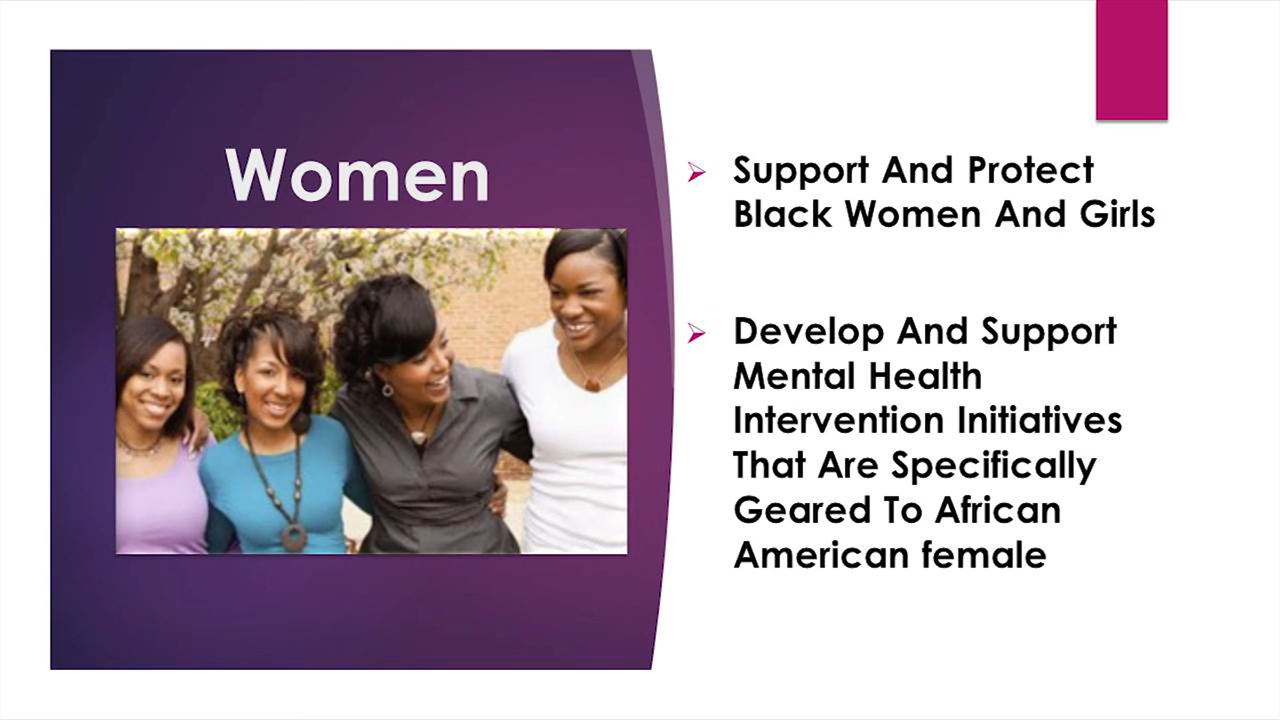 Women
Support And Protect
Black Women And Girls
Develop And Support
Mental Health
Intervention Initiatives
That Are Specifically
Geared To African
American female